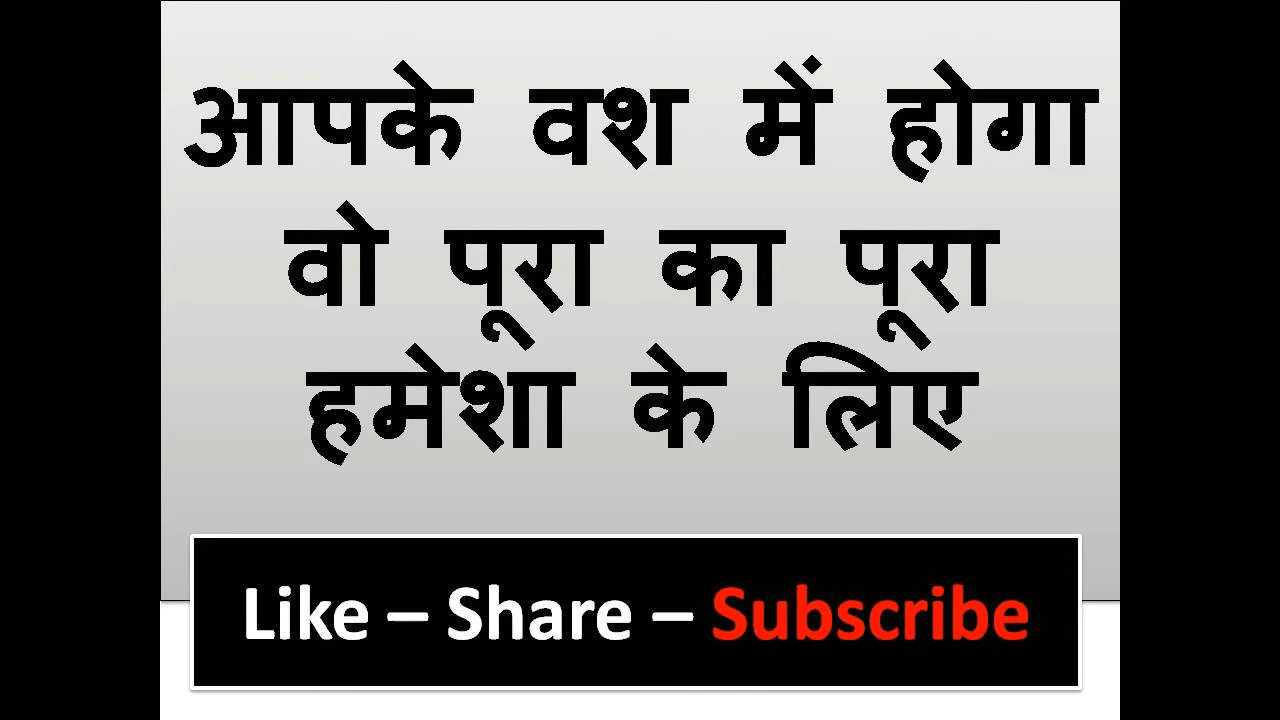 आपके वश में होगा
वो पूरा का पूरा
हमेशा के लिए
Like – Share – Subscribe